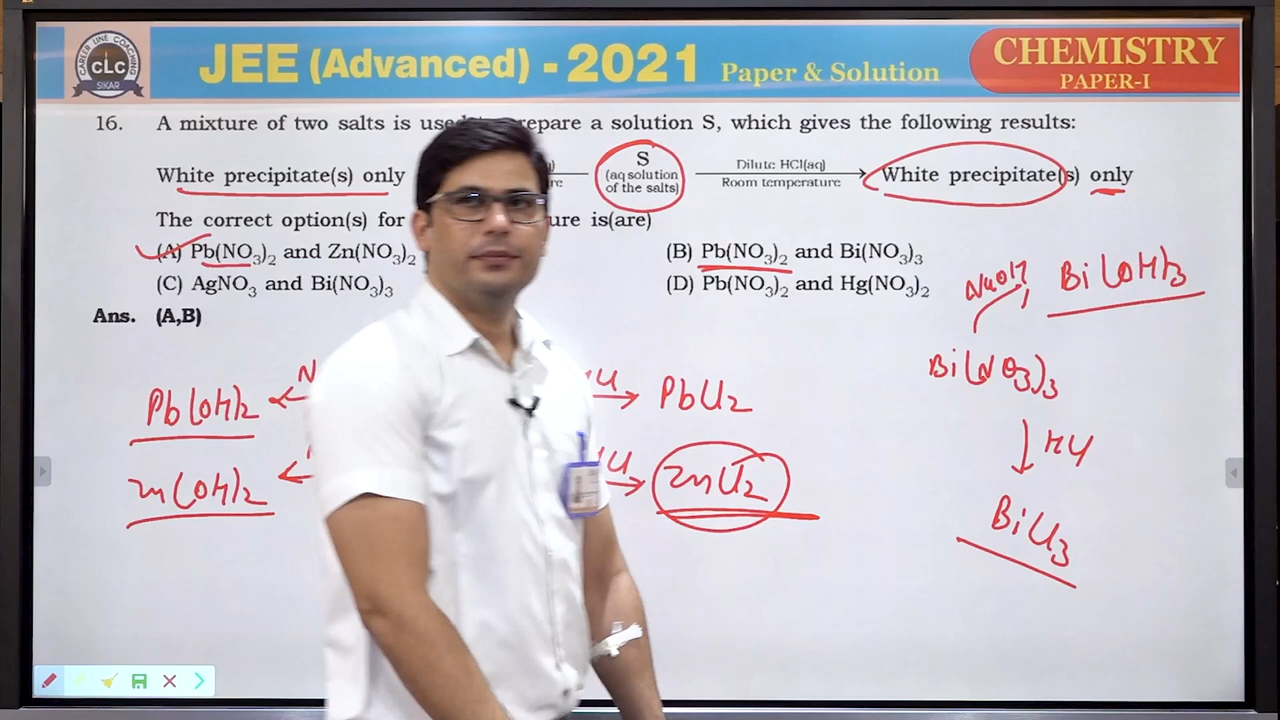 CAREER LINE COACHING
CLC
SIKAR
JEE (Advanced) - 2021 Paper & Solution
CHEMISTRY
PAPER-I
16. A mixture of two salts is used prepare a solution S, which gives the following results:
White precipitate(s) only
S
(aq solution
of the salts)
Dilute HCl(aq)
Room temperature
White precipitate(s) only
The correct option(s) for ure is(are)
(A) Pb(NO3)2 and Zn(NO3)2
(B) Pb(NO3)2 and Bi(NO3)3
(C) AgNO3 and Bi(NO3)3
(D) Pb(NO3)2 and Hg(NO3)2
Ans. (A,B)
NaOH
Bi(OH)3
Bi(NO3)3
HCl
BiCl3
Pb(OH)2
PbCl2
Zn(OH)2
ZnCl2